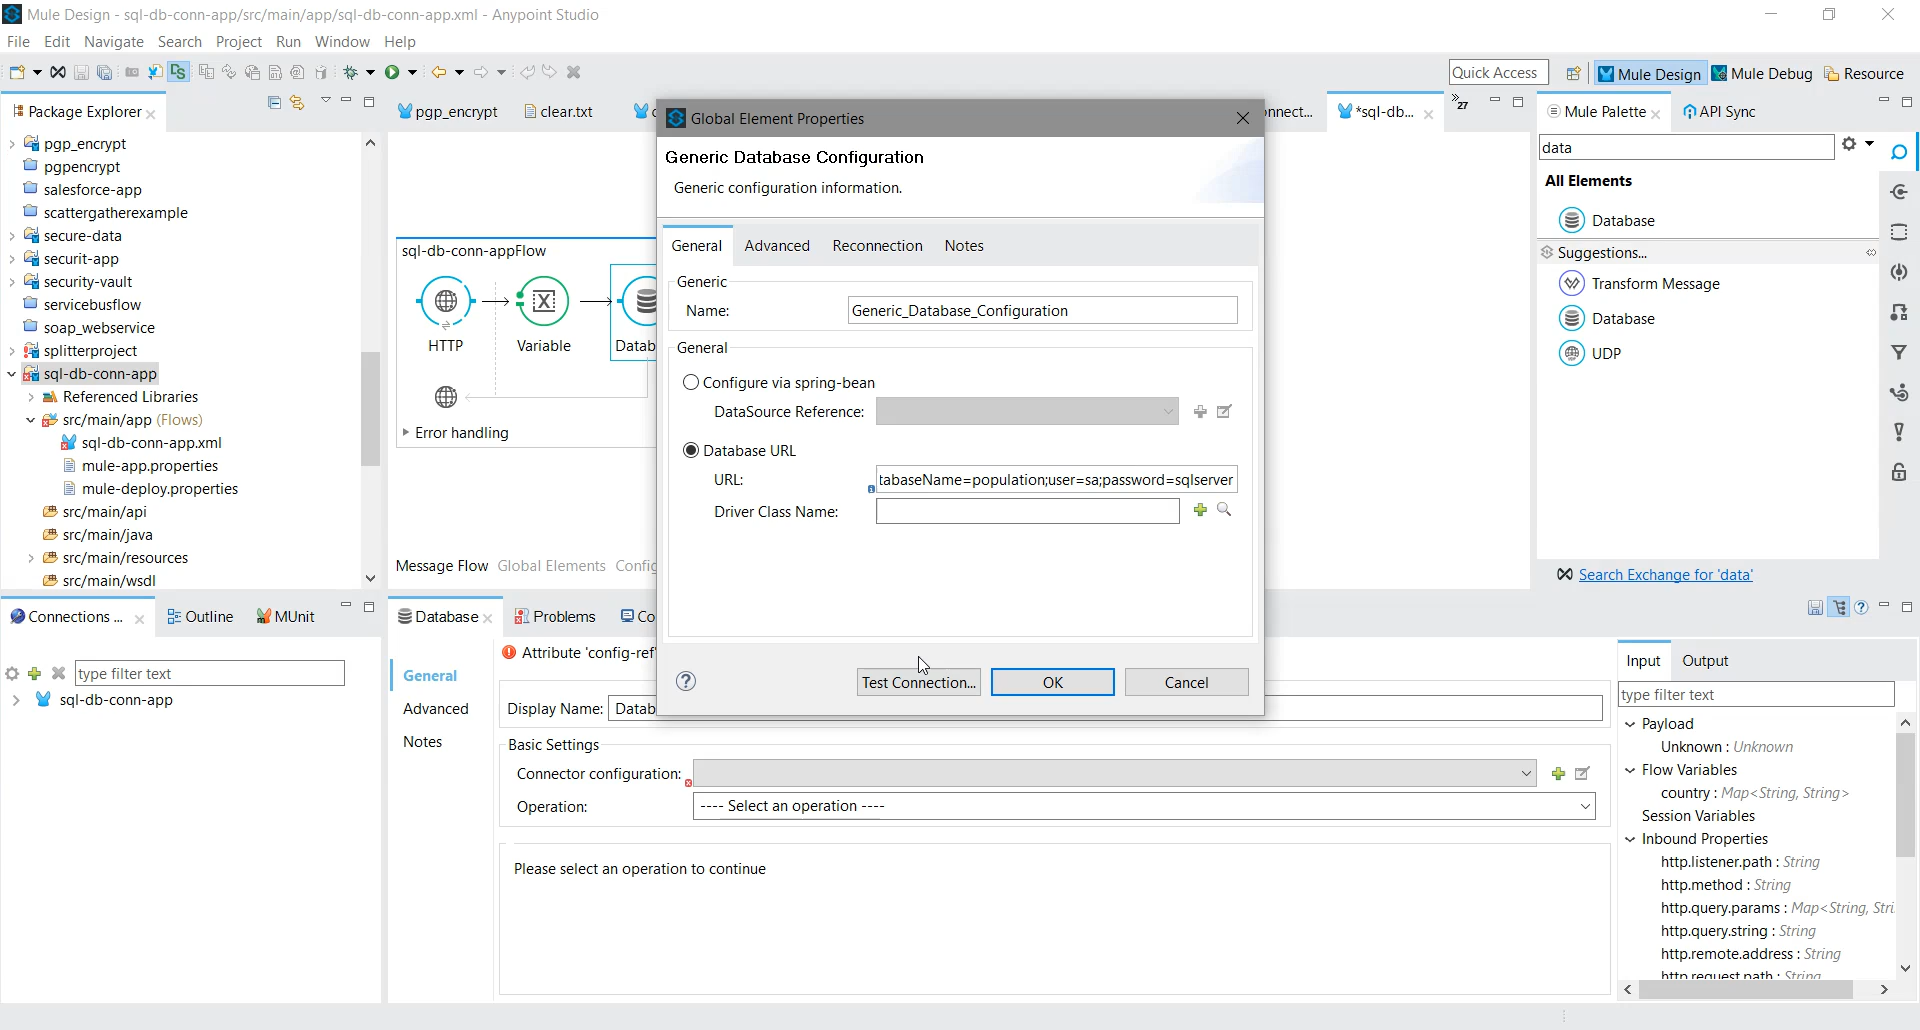 Mule Design - sql-db-conn-app/src/main/app/sql-db-conn-app.xml - Anypoint Studio
File Edit Navigate Search Project Run Window Help
Quick Access
Mule Design
Mule Debug
Resource
Package Explorer
pgp_encrypt
pgpencrypt
salesforce-app
scattergatherexample
secure-data
securit-app
security-vault
servicebusflow
soap_webservice
splitterproject
sql-db-conn-app
Referenced Libraries
src/main/app (Flows)
sql-db-conn-app.xml
mule-app.properties
mule-deploy.properties
src/main/api
src/main/java
src/main/resources
src/main/wsdl
pgp_encrypt
clear.txt
nnect...
*sql-db...
27
sql-db-conn-appFlow
HTTP
Variable
Datab
Error handling
Message Flow Global Elements Config
Global Element Properties
Generic Database Configuration
Generic configuration information.
General Advanced Reconnection Notes
Generic
Name: Generic_Database_Configuration
General
Configure via spring-bean
DataSource Reference:
Database URL
URL: tabaseName=population;user=sa;password=sqlserver
Driver Class Name:
Test Connection...
OK
Cancel
Mule Palette
API Sync
data
All Elements
Database
Suggestions...
Transform Message
Database
UDP
Search Exchange for 'data'
Connections ...
Outline
MUnit
type filter text
sql-db-conn-app
Database
Problems
Co
Attribute 'config-ref'
General
Advanced
Notes
Display Name: Datab
Basic Settings
Connector configuration:
Operation: ---- Select an operation ----
Please select an operation to continue
Input Output
type filter text
Payload
Unknown : Unknown
Flow Variables
country : Map<String, String>
Session Variables
Inbound Properties
http.listener.path : String
http.method : String
http.query.params : Map<String, Stri
http.query.string : String
http.remote.address : String
http.request.path : String